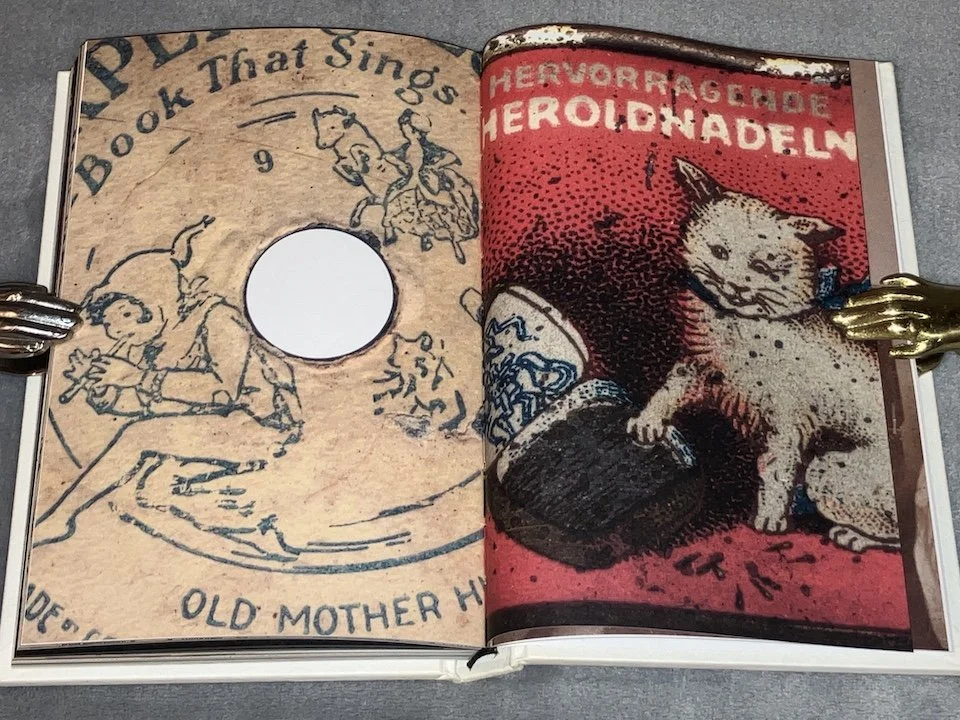 Book That Sings
9
OLD MOTHER H
HERVORRAGENDE
HEROLDNADELN